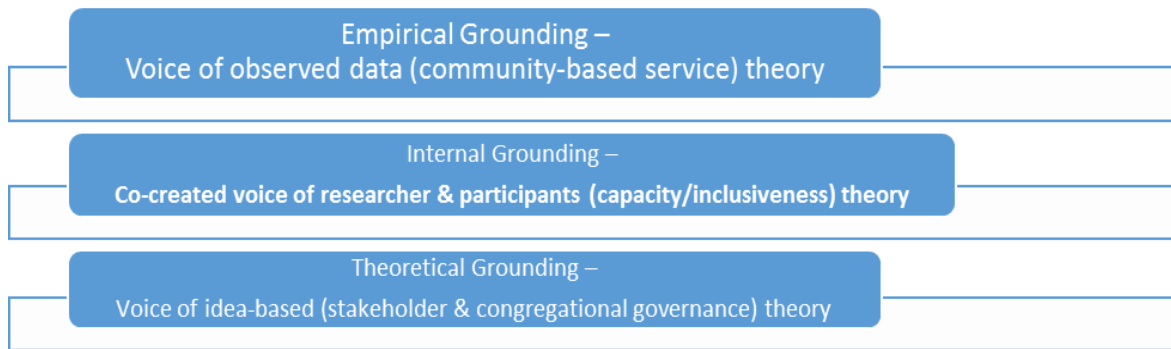 Empirical Grounding –
Voice of observed data (community-based service) theory
Internal Grounding –
Co-created voice of researcher & participants (capacity/inclusiveness) theory
Theoretical Grounding –
Voice of idea-based (stakeholder & congregational governance) theory